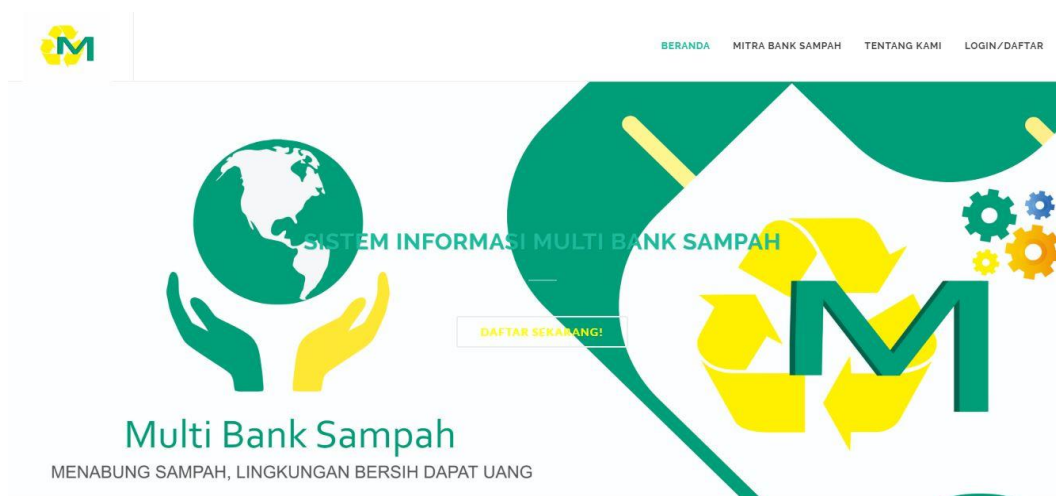 M
BERANDA MITRA BANK SAMPAH TENTANG KAMI LOGIN/DAFTAR
SISTEM INFORMASI MULTI BANK SAMPAH
DAFTAR SEKARANG!
M
Multi Bank Sampah
MENABUNG SAMPAH, LINGKUNGAN BERSIH DAPAT UANG